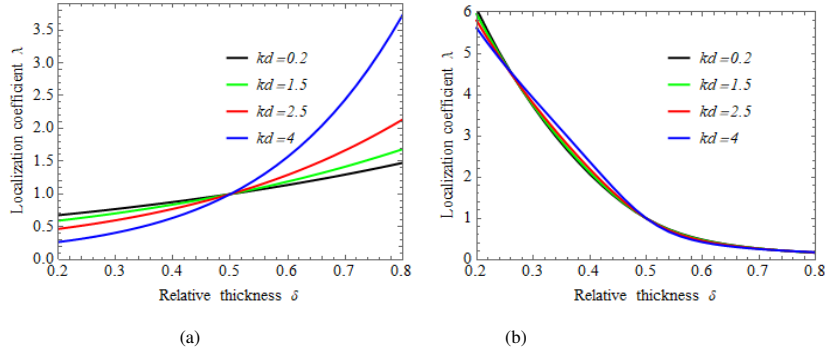 3.5
3.0
2.5
2.0
1.5
1.0
0.5
0.0
0.2 0.3 0.4 0.5 0.6 0.7 0.8
Localization coefficient λ
Relative thickness δ
kd=0.2
kd=1.5
kd=2.5
kd=4
(a)
6
5
4
3
2
1
0
0.2 0.3 0.4 0.5 0.6 0.7 0.8
Localization coefficient λ
Relative thickness δ
kd=0.2
kd=1.5
kd=2.5
kd=4
(b)